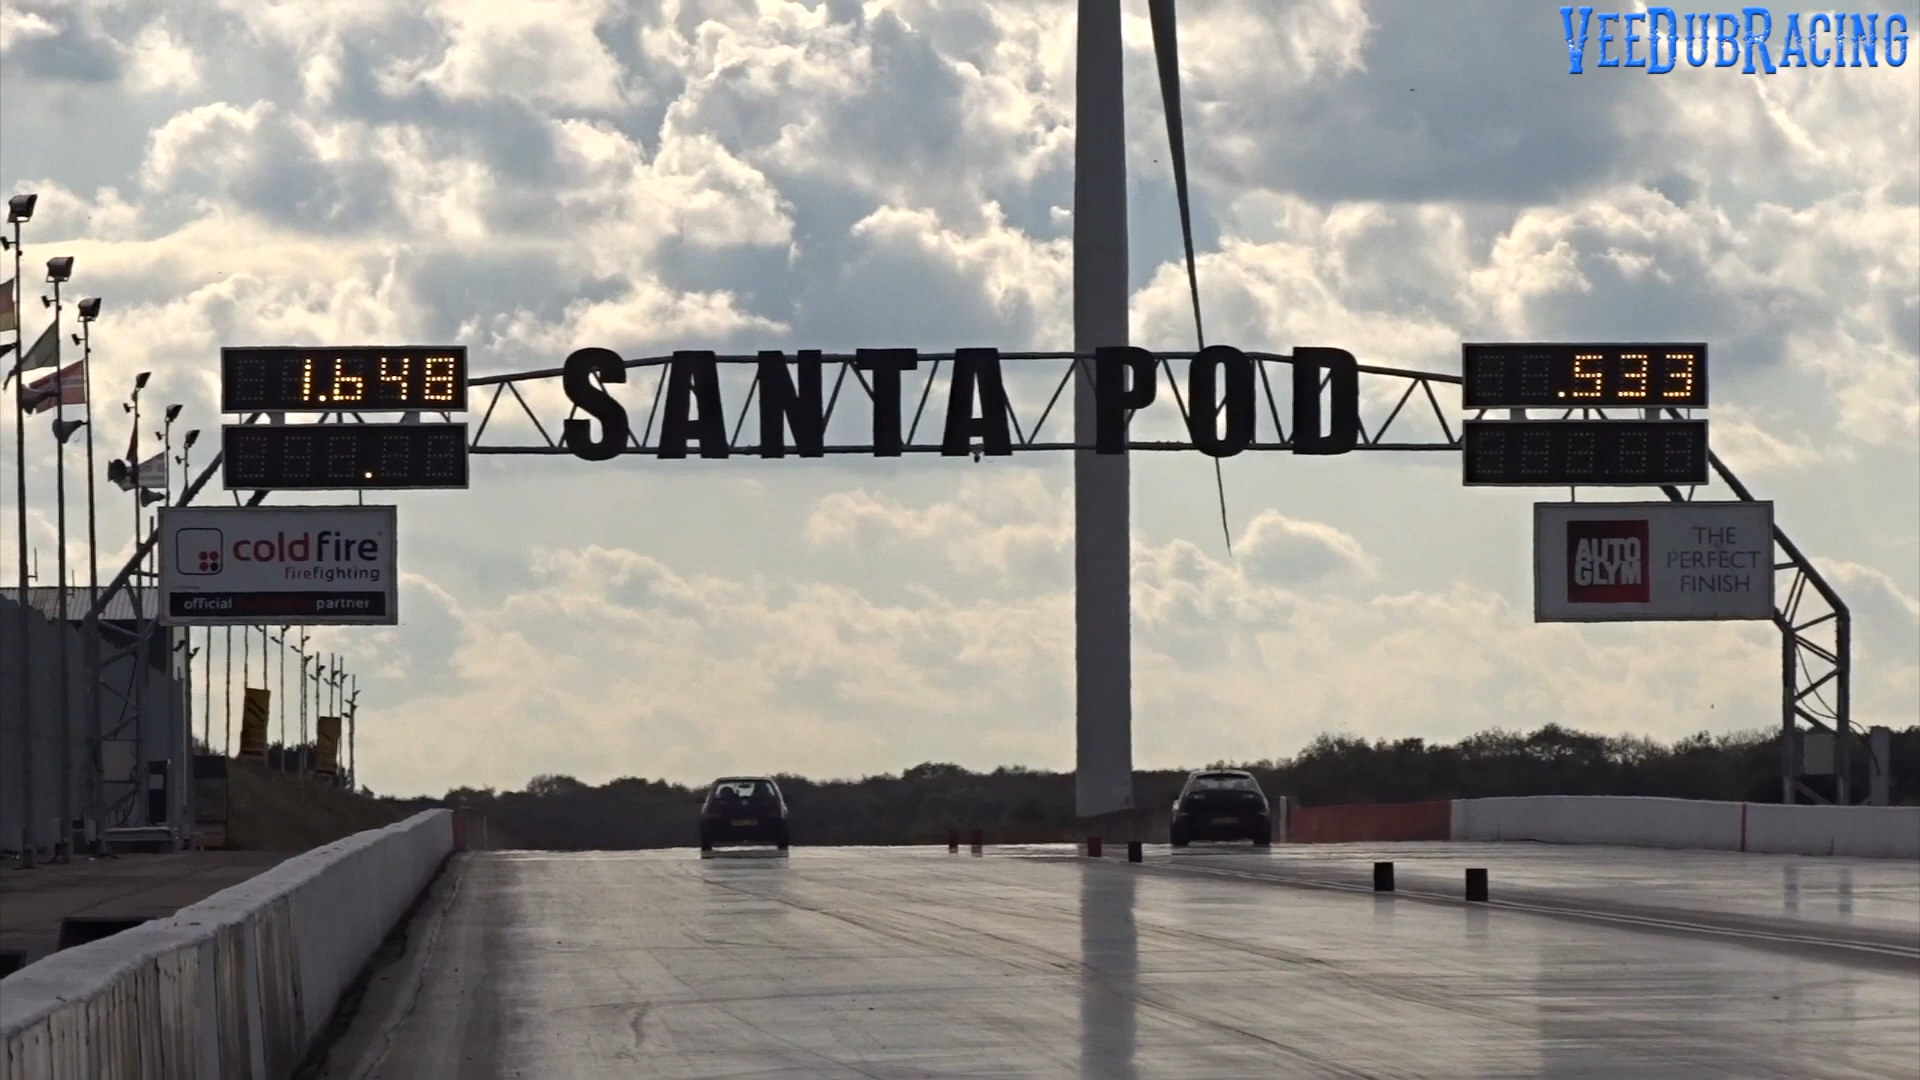 VEEDUBRACING
1.648
.533
SANTA POD
.
coldfire
firefighting
official partner
AUTO
GLYM
THE
PERFECT
FINISH